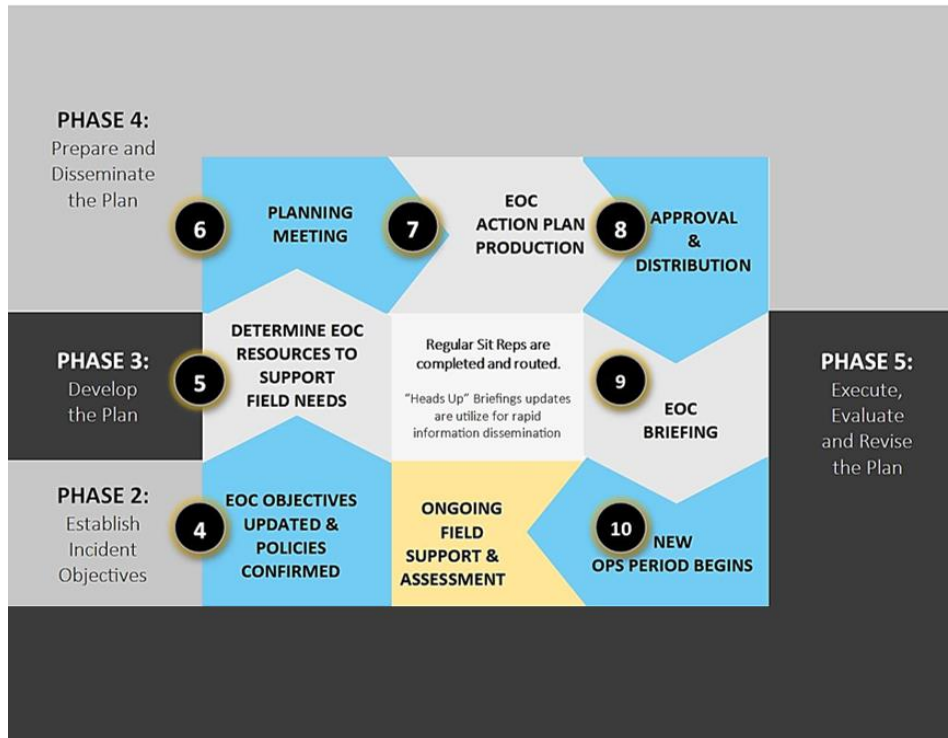 PHASE 4:
Prepare and
Disseminate
the Plan
6
PLANNING
MEETING
7
EOC
ACTION PLAN
PRODUCTION
8
APPROVAL
&
DISTRIBUTION
PHASE 3:
Develop
the Plan
5
DETERMINE EOC
RESOURCES TO
SUPPORT
FIELD NEEDS
Regular Sit Reps are
completed and routed.
"Heads Up" Briefings updates
are utilize for rapid
information dissemination
9
EOC
BRIEFING
PHASE 5:
Execute,
Evaluate
and Revise
the Plan
PHASE 2:
Establish
Incident
Objectives
4
EOC OBJECTIVES
UPDATED &
POLICIES
CONFIRMED
ONGOING
FIELD
SUPPORT &
ASSESSMENT
10
NEW
OPS PERIOD BEGINS